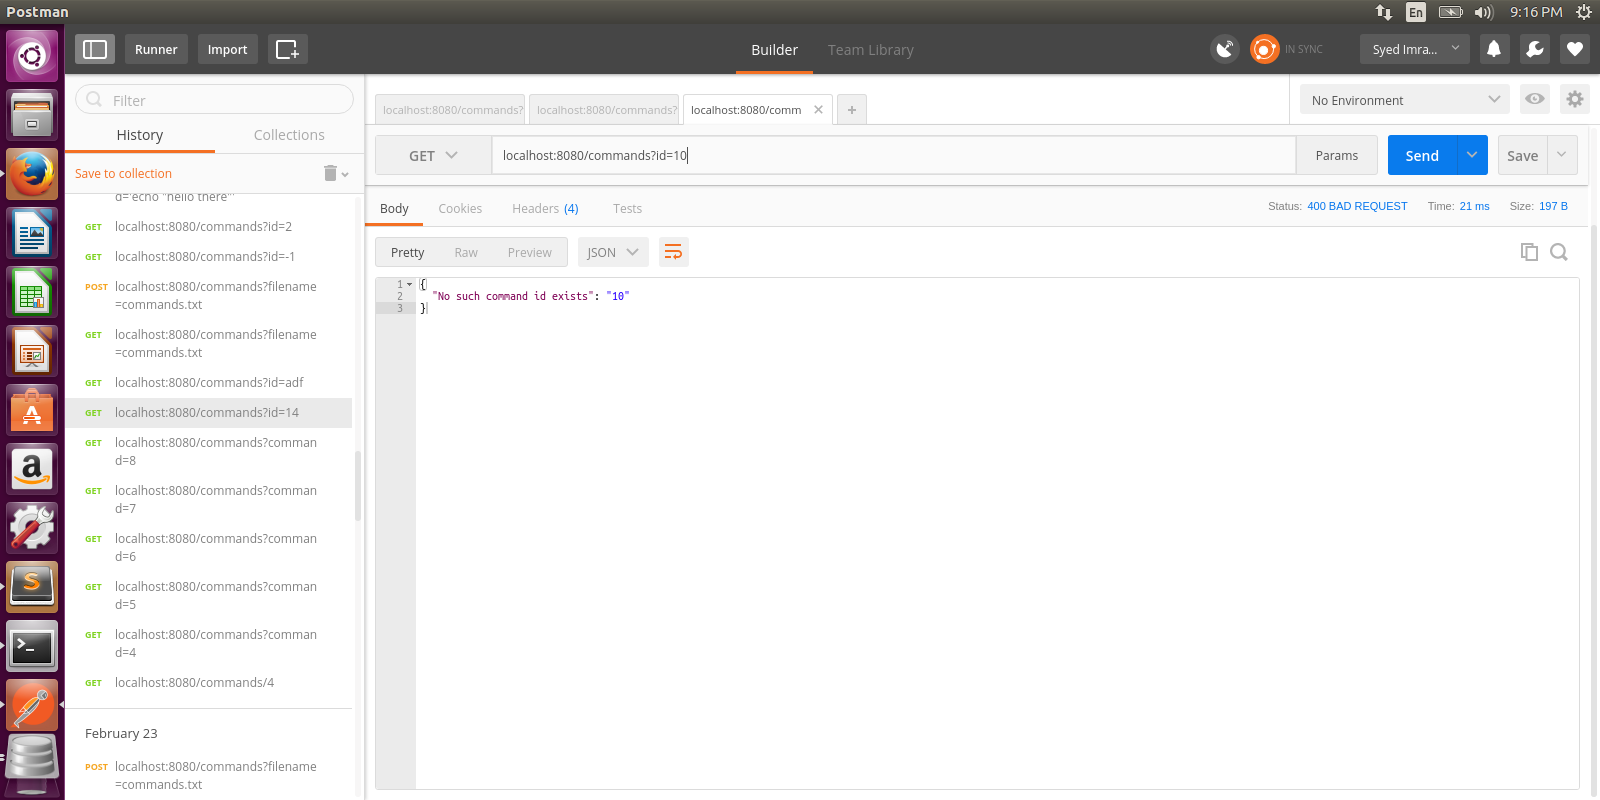 Postman
En
9:16 PM
Runner
Import
Builder
Team Library
IN SYNC
Syed Imra...
Filter
History
Collections
Save to collection
d='echo "hello there"'
GET localhost:8080/commands?id=2
GET localhost:8080/commands?id=-1
POST localhost:8080/commands?filename
=commands.txt
GET localhost:8080/commands?filename
=commands.txt
GET localhost:8080/commands?id=adf
GET localhost:8080/commands?id=14
GET localhost:8080/commands?comman
d=8
GET localhost:8080/commands?comman
d=7
GET localhost:8080/commands?comman
d=6
GET localhost:8080/commands?comman
d=5
GET localhost:8080/commands?comman
d=4
GET localhost:8080/commands/4
February 23
POST localhost:8080/commands?filename
=commands.txt
localhost:8080/commands?
localhost:8080/commands?
localhost:8080/comm
No Environment
GET
localhost:8080/commands?id=10
Params
Send
Save
Body
Cookies
Headers (4)
Tests
Status: 400 BAD REQUEST
Time: 21 ms
Size: 197 B
Pretty
Raw
Preview
JSON
1 {
2 "No such command id exists": "10"
3 }